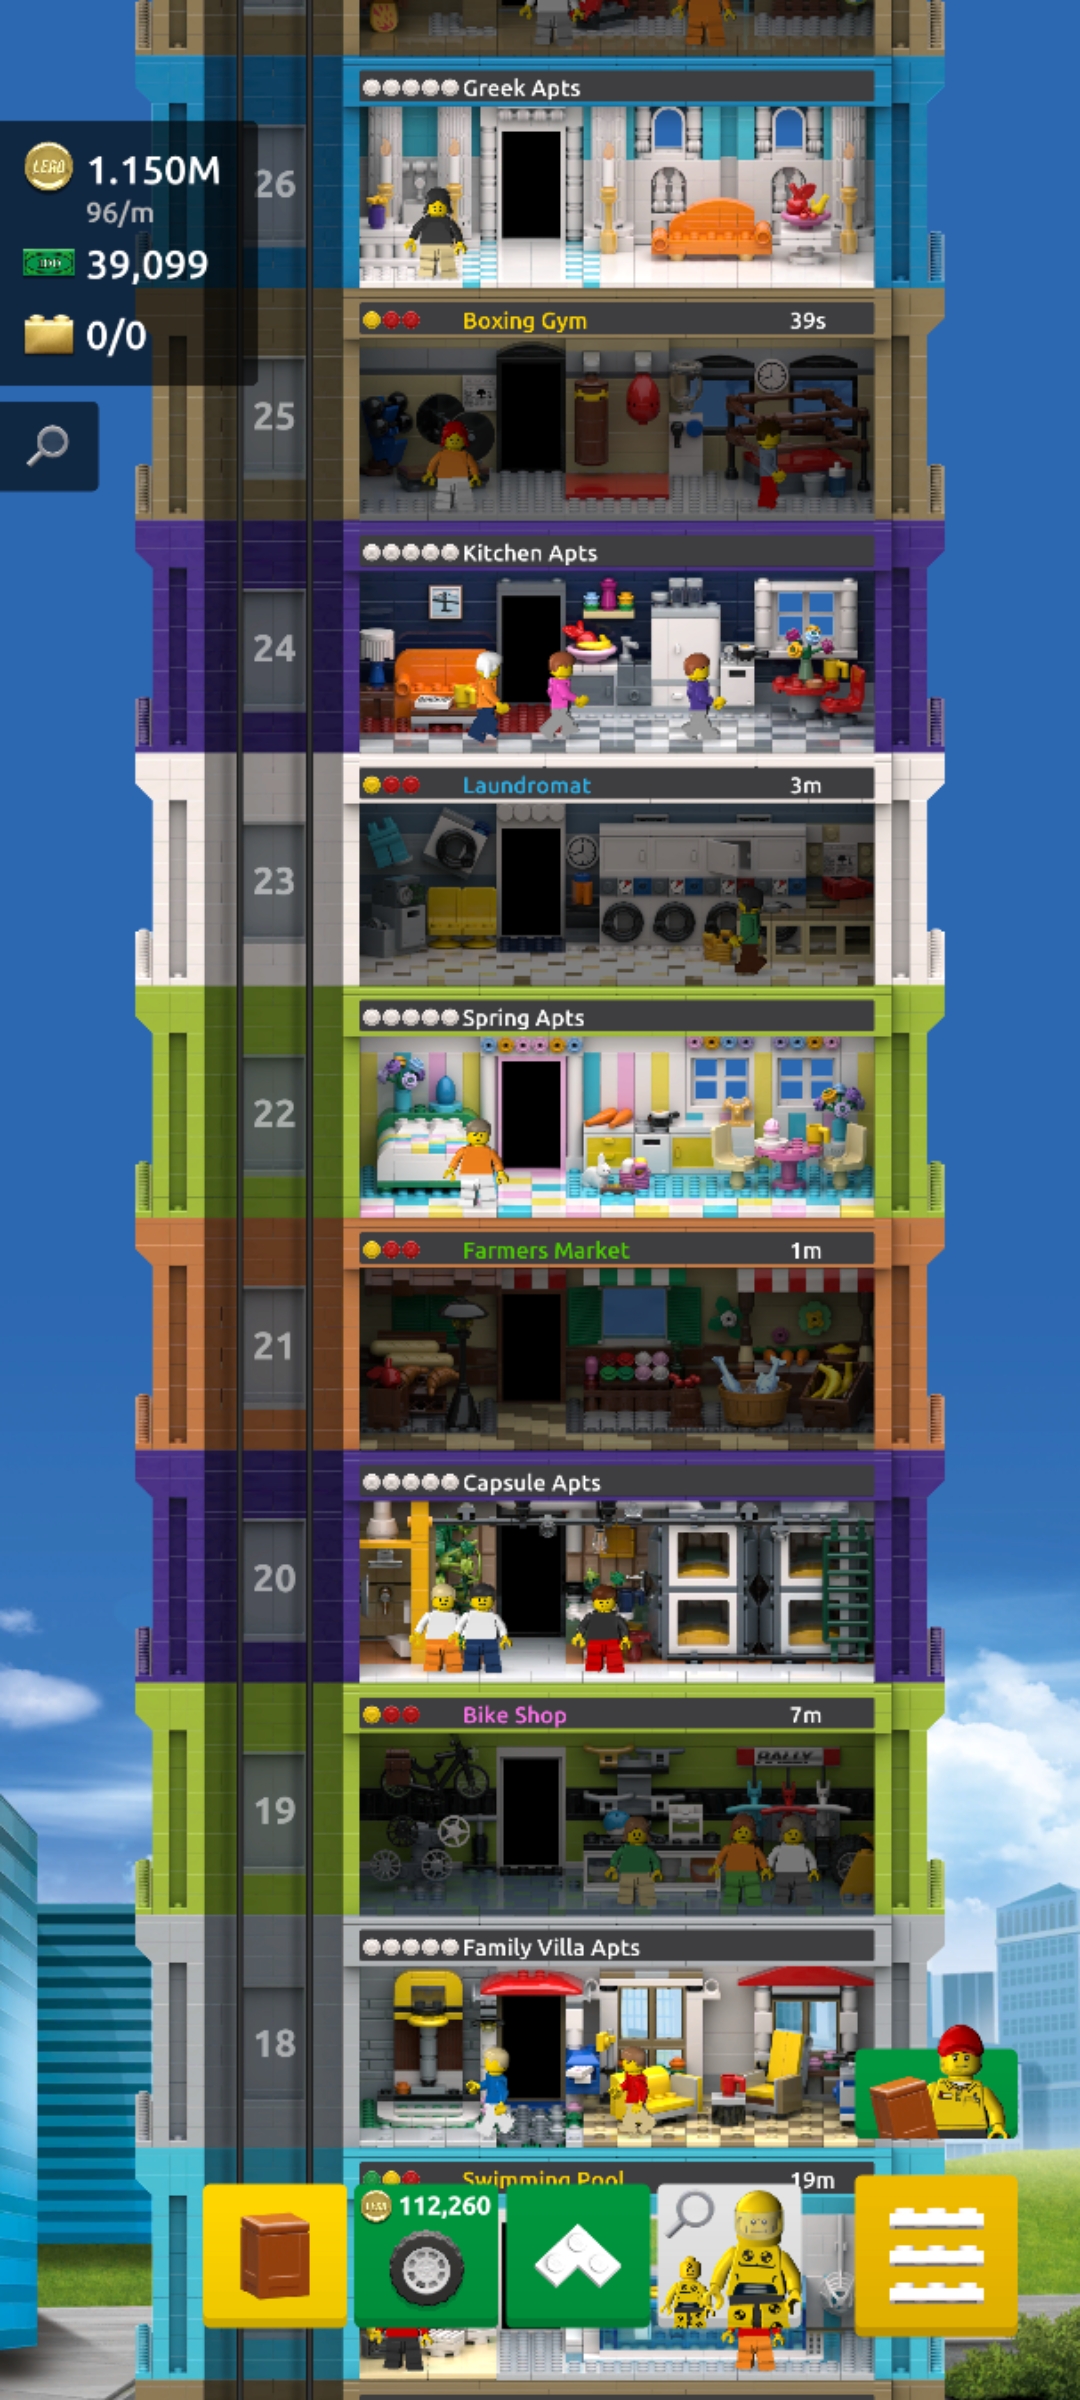 Greek Apts
26
LEGO
1.150M
96/m
39,099
0/0
Boxing Gym 39s
25
Kitchen Apts
24
Laundromat 3m
23
Spring Apts
22
Farmers Market 1m
21
Capsule Apts
20
Bike Shop 7m
RALLY
19
Family Villa Apts
18
Swimming Pool 19m
112,260